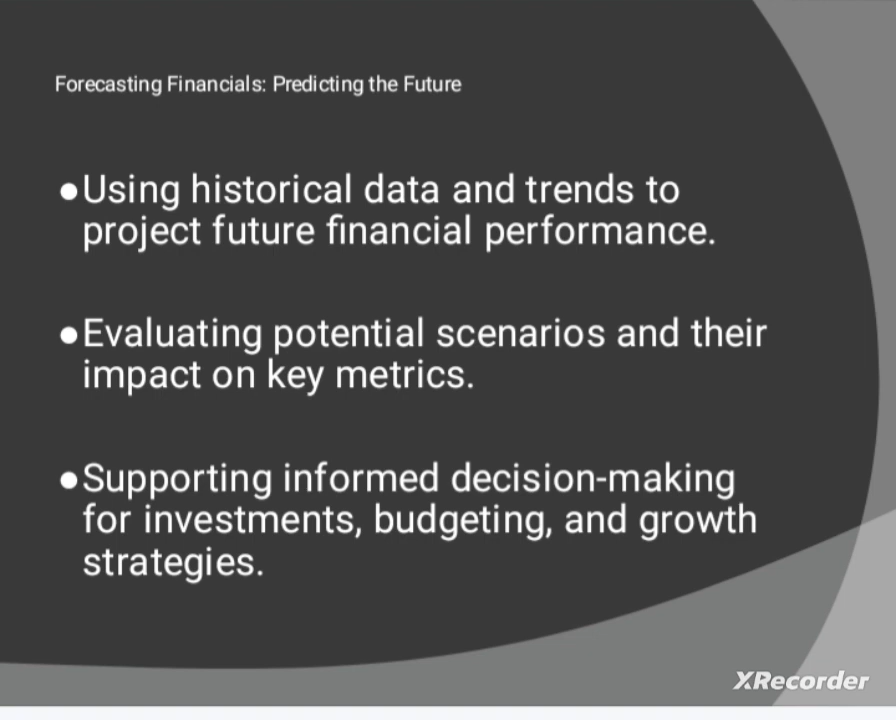 Forecasting Financials: Predicting the Future
●Using historical data and trends to
project future financial performance.
●Evaluating potential scenarios and their
impact on key metrics.
●Supporting informed decision-making
for investments, budgeting, and growth
strategies.
XRecorder